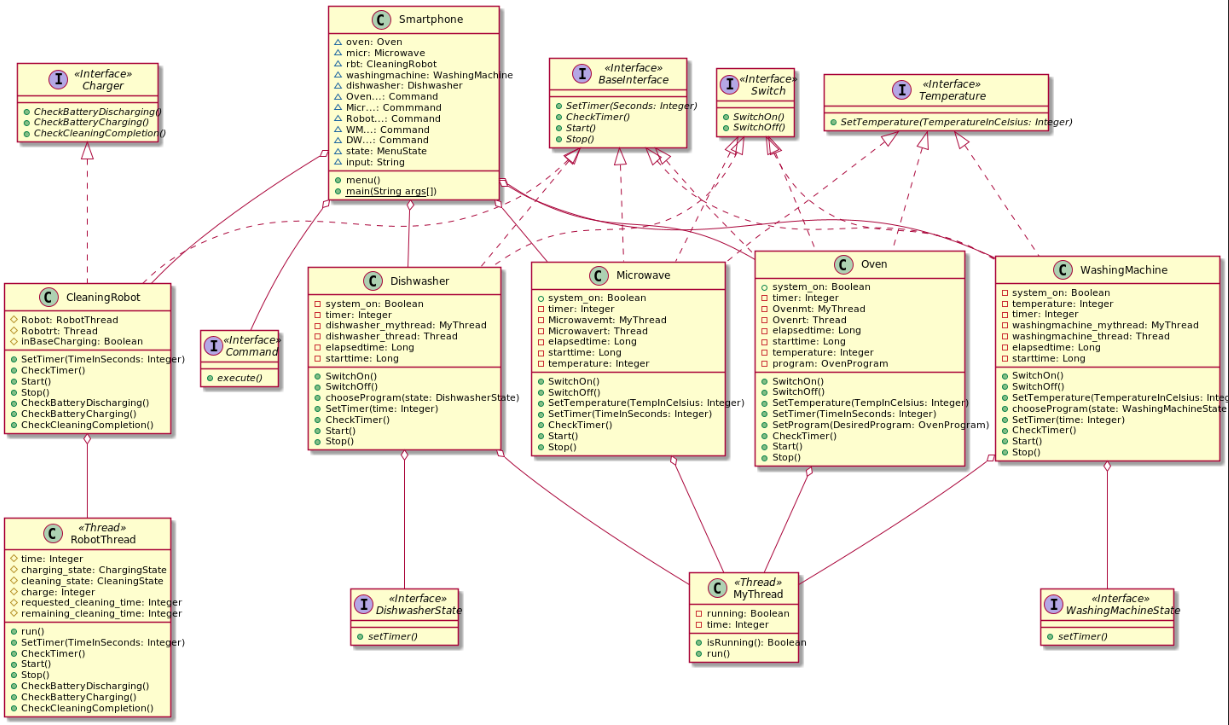 C Smartphone
oven: Oven
micr: Microwave
rbt: CleaningRobot
washingmachine: WashingMachine
dishwasher: Dishwasher
Oven...: Command
Micr...: Commmand
Robot...: Command
WM...: Command
DW...: Command
state: MenuState
input: String
menu()
main(String args[])
I «Interface»
Charger
CheckBatteryDischarging()
CheckBatteryCharging()
CheckCleaningCompletion()
I «Interface»
BaseInterface
SetTimer(Seconds: Integer)
CheckTimer()
Start()
Stop()
I «Interface»
Switch
SwitchOn()
SwitchOff()
I «Interface»
Temperature
SetTemperature(TemperatureInCelsius: Integer)
C CleaningRobot
Robot: RobotThread
Robotrt: Thread
inBaseCharging: Boolean
SetTimer(TimeInSeconds: Integer)
CheckTimer()
Start()
Stop()
CheckBatteryDischarging()
CheckBatteryCharging()
CheckCleaningCompletion()
I «Interface»
Command
execute()
C Dishwasher
system_on: Boolean
timer: Integer
dishwasher_mythread: MyThread
dishwasher_thread: Thread
elapsedtime: Long
starttime: Long
SwitchOn()
SwitchOff()
chooseProgram(state: DishwasherState)
SetTimer(time: Integer)
CheckTimer()
Start()
Stop()
C Microwave
system_on: Boolean
timer: Integer
Microwavemt: MyThread
Microwavert: Thread
elapsedtime: Long
starttime: Long
temperature: Integer
SwitchOn()
SwitchOff()
SetTemperature(TempInCelsius: Integer)
SetTimer(TimeInSeconds: Integer)
CheckTimer()
Start()
Stop()
C Oven
system_on: Boolean
timer: Integer
Ovenmt: MyThread
Ovenrt: Thread
elapsedtime: Long
starttime: Long
temperature: Integer
program: OvenProgram
SwitchOn()
SwitchOff()
SetTemperature(TempInCelsius: Integer)
SetTimer(TimeInSeconds: Integer)
SetProgram(DesiredProgram: OvenProgram)
CheckTimer()
Start()
Stop()
C WashingMachine
system_on: Boolean
temperature: Integer
timer: Integer
washingmachine_mythread: MyThread
washingmachine_thread: Thread
elapsedtime: Long
starttime: Long
SwitchOn()
SwitchOff()
SetTemperature(TemperatureInCelsius: Integ
chooseProgram(state: WashingMachineState
SetTimer(time: Integer)
CheckTimer()
Start()
Stop()
C «Thread»
RobotThread
time: Integer
charging_state: ChargingState
cleaning_state: CleaningState
charge: Integer
requested_cleaning_time: Integer
remaining_cleaning_time: Integer
run()
SetTimer(TimeInSeconds: Integer)
CheckTimer()
Start()
Stop()
CheckBatteryDischarging()
CheckBatteryCharging()
CheckCleaningCompletion()
I «Interface»
DishwasherState
setTimer()
C «Thread»
MyThread
running: Boolean
time: Integer
isRunning(): Boolean
run()
I «Interface»
WashingMachineState
setTimer()